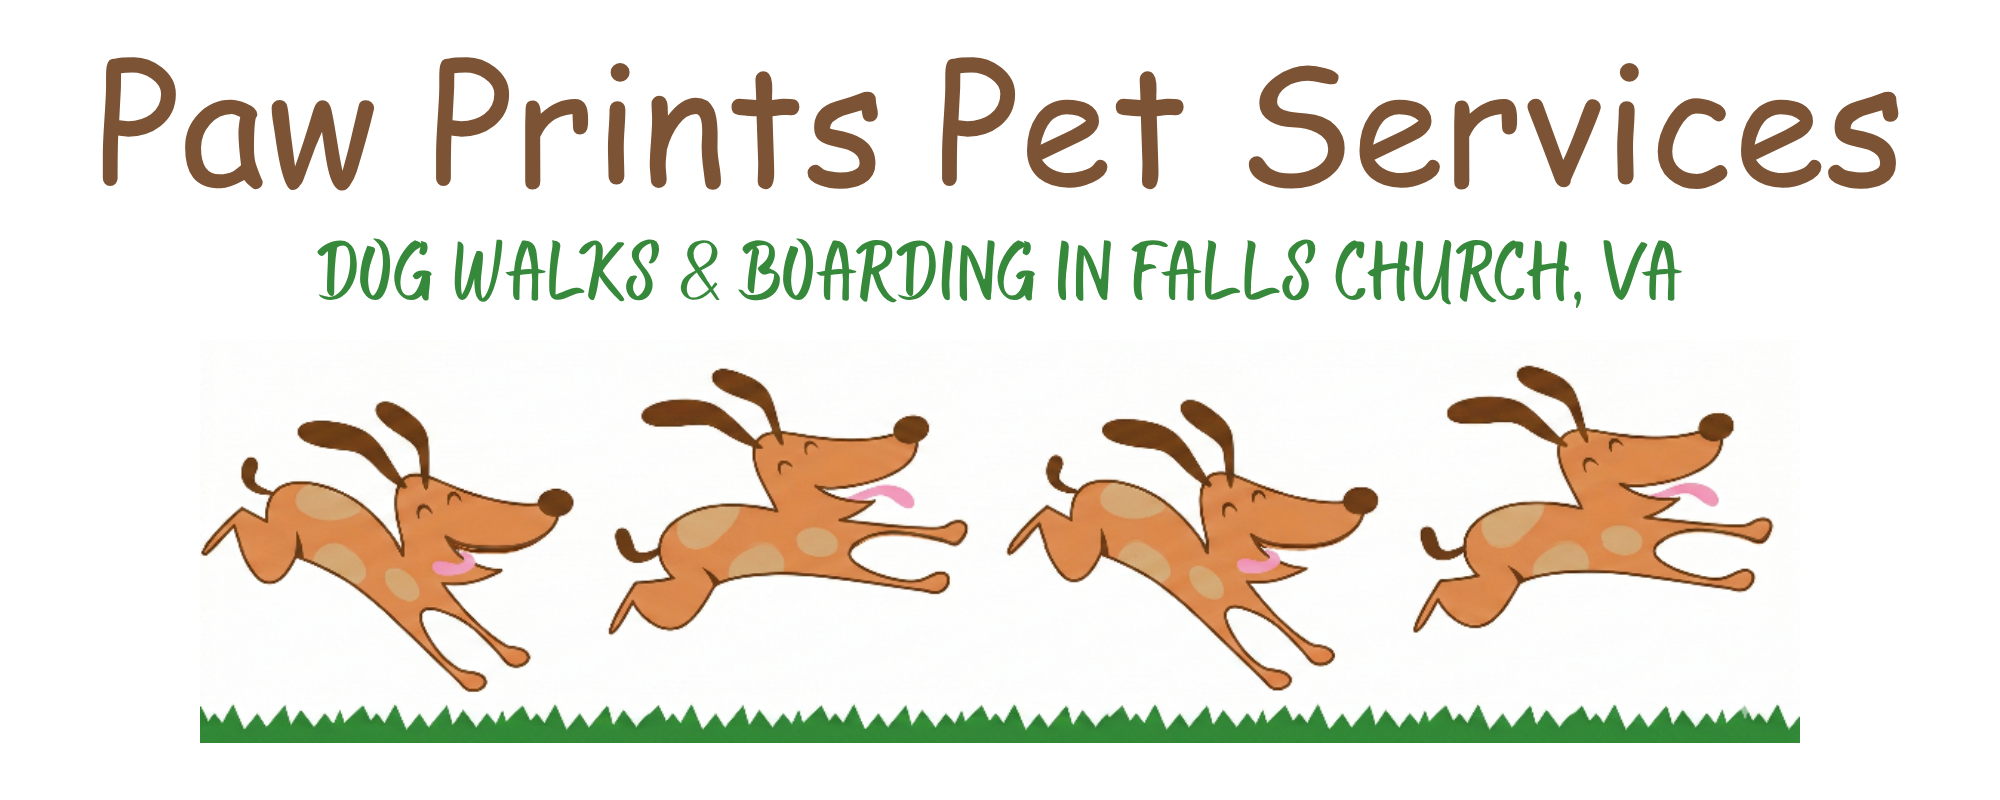 Paw Prints Pet Services
DOG WALKS & BOARDING IN FALLS CHURCH, VA